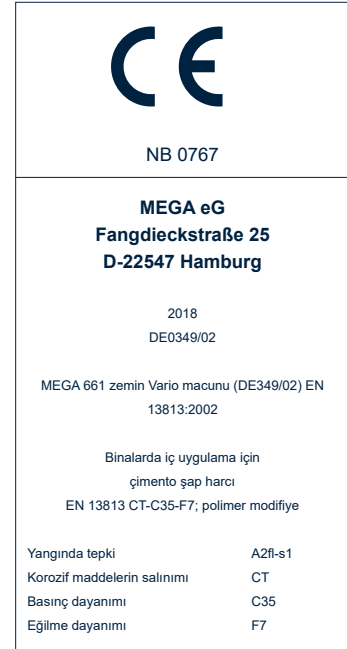 CE
NB 0767
MEGA eG
Fangdieckstraße 25
D-22547 Hamburg
2018
DE0349/02
MEGA 661 zemin Vario macunu (DE349/02) EN
13813:2002
Binalarda iç uygulama için
çimento şap harcı
EN 13813 CT-C35-F7; polimer modifiye
Yangında tepki A2fl-s1
Korozif maddelerin salınımı CT
Basınç dayanımı C35
Eğilme dayanımı F7